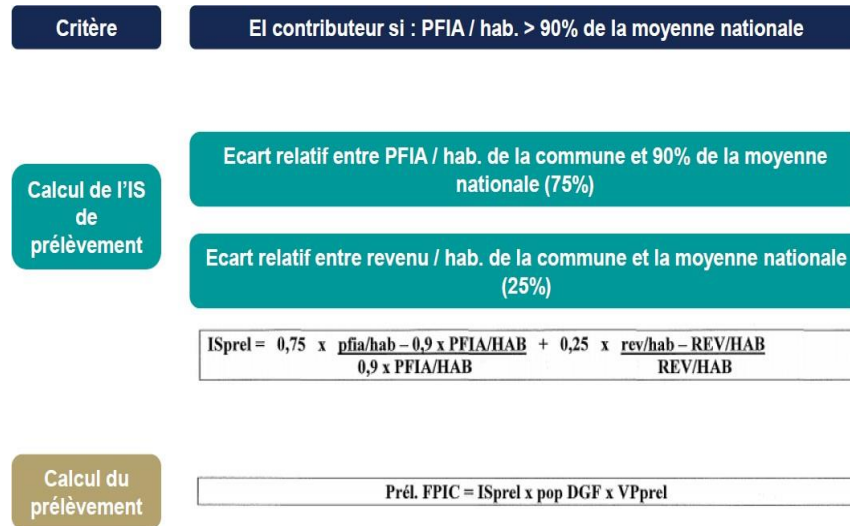 Critère
EI contributeur si : PFIA / hab. > 90% de la moyenne nationale
Calcul de l'IS
de
prélèvement
Ecart relatif entre PFIA / hab. de la commune et 90% de la moyenne
nationale (75%)
Ecart relatif entre revenu / hab. de la commune et la moyenne nationale
(25%)
ISprel = 0,75 x pfia/hab – 0,9 x PFIA/HAB + 0,25 x rev/hab – REV/HAB
0,9 x PFIA/HAB REV/HAB
Calcul du
prélèvement
Prél. FPIC = ISprel x pop DGF x VPprel